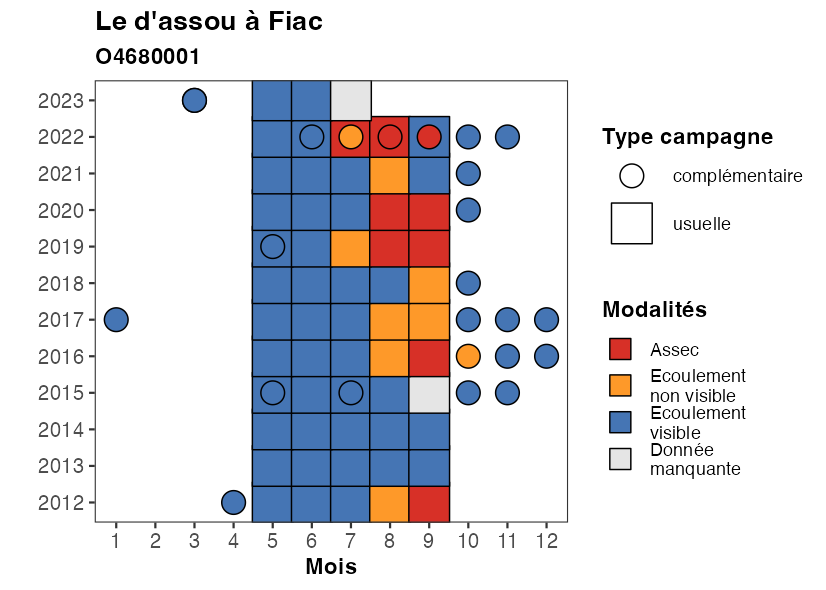 Le d'assou à Fiac
O4680001
2023
2022
2021
2020
2019
2018
2017
2016
2015
2014
2013
2012
1 2 3 4 5 6 7 8 9 10 11 12
Mois
Type campagne
complémentaire
usuelle
Modalités
Assec
Ecoulement
non visible
Ecoulement
visible
Donnée
manquante